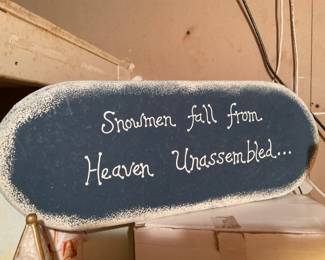 Snowmen fall from
Heaven Unassembled...